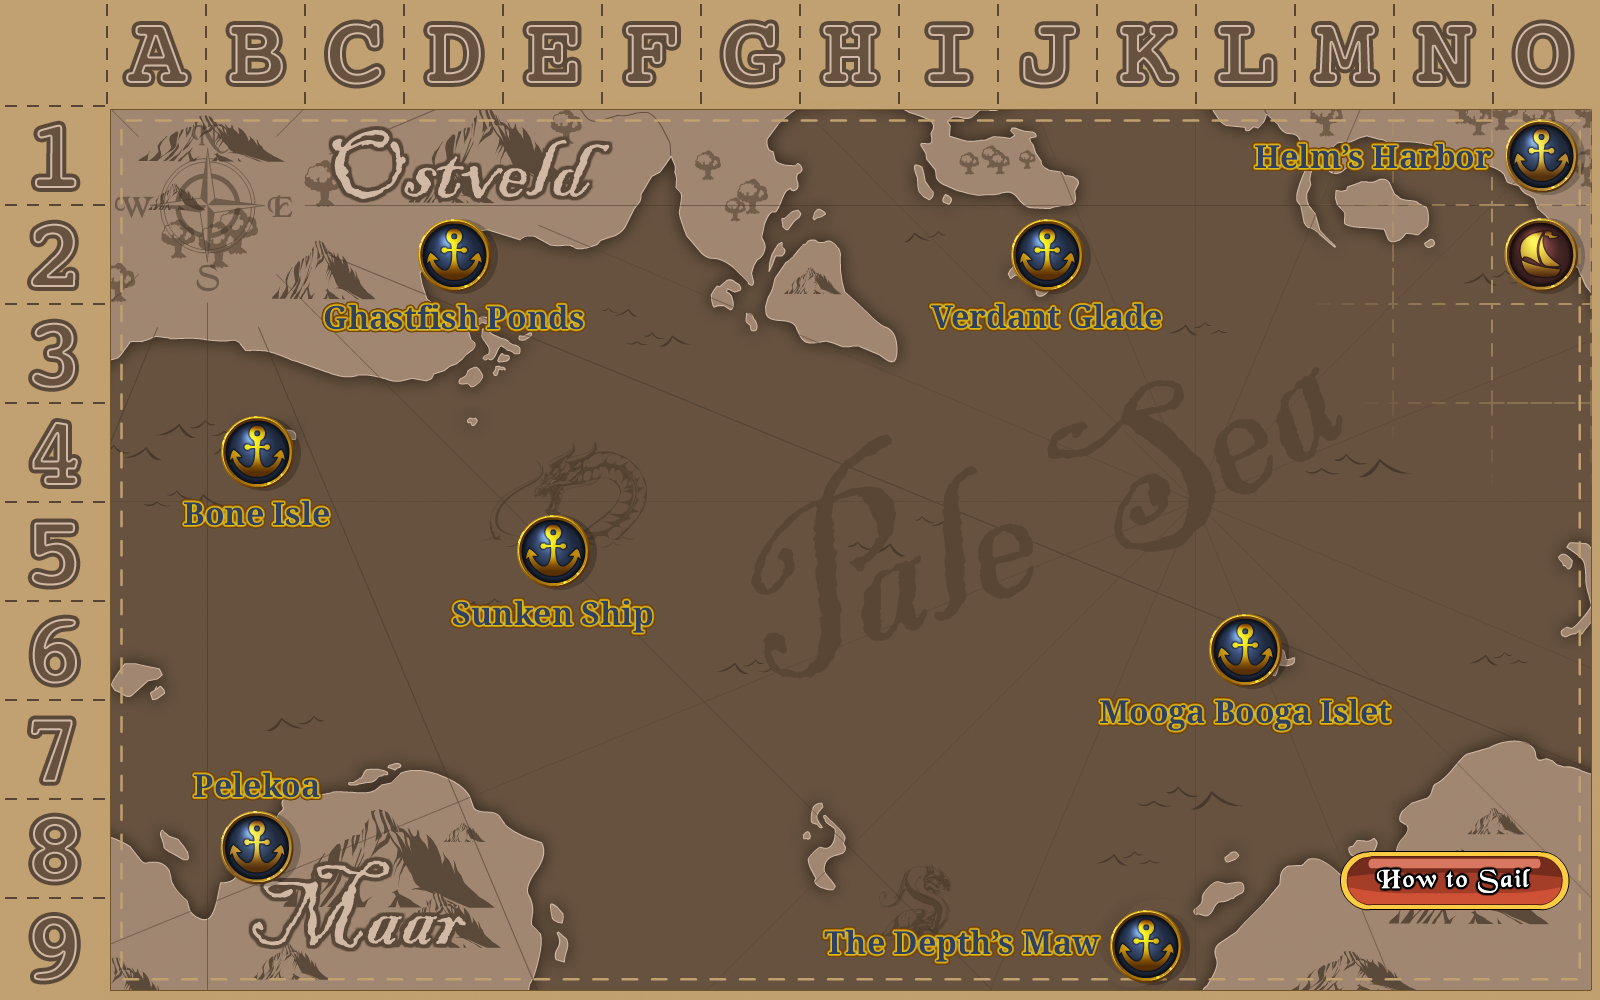 A B C D E F G H I J K L M N O
1
Ostveld
Helm's Harbor
N
W E
S
2
Ghastfish Ponds
Verdant Glade
3
4
Pale Sea
Bone Isle
5
Sunken Ship
6
Mooga Booga Islet
7
Pelekoa
8
How to Sail
Maar
9
The Depth's Maw